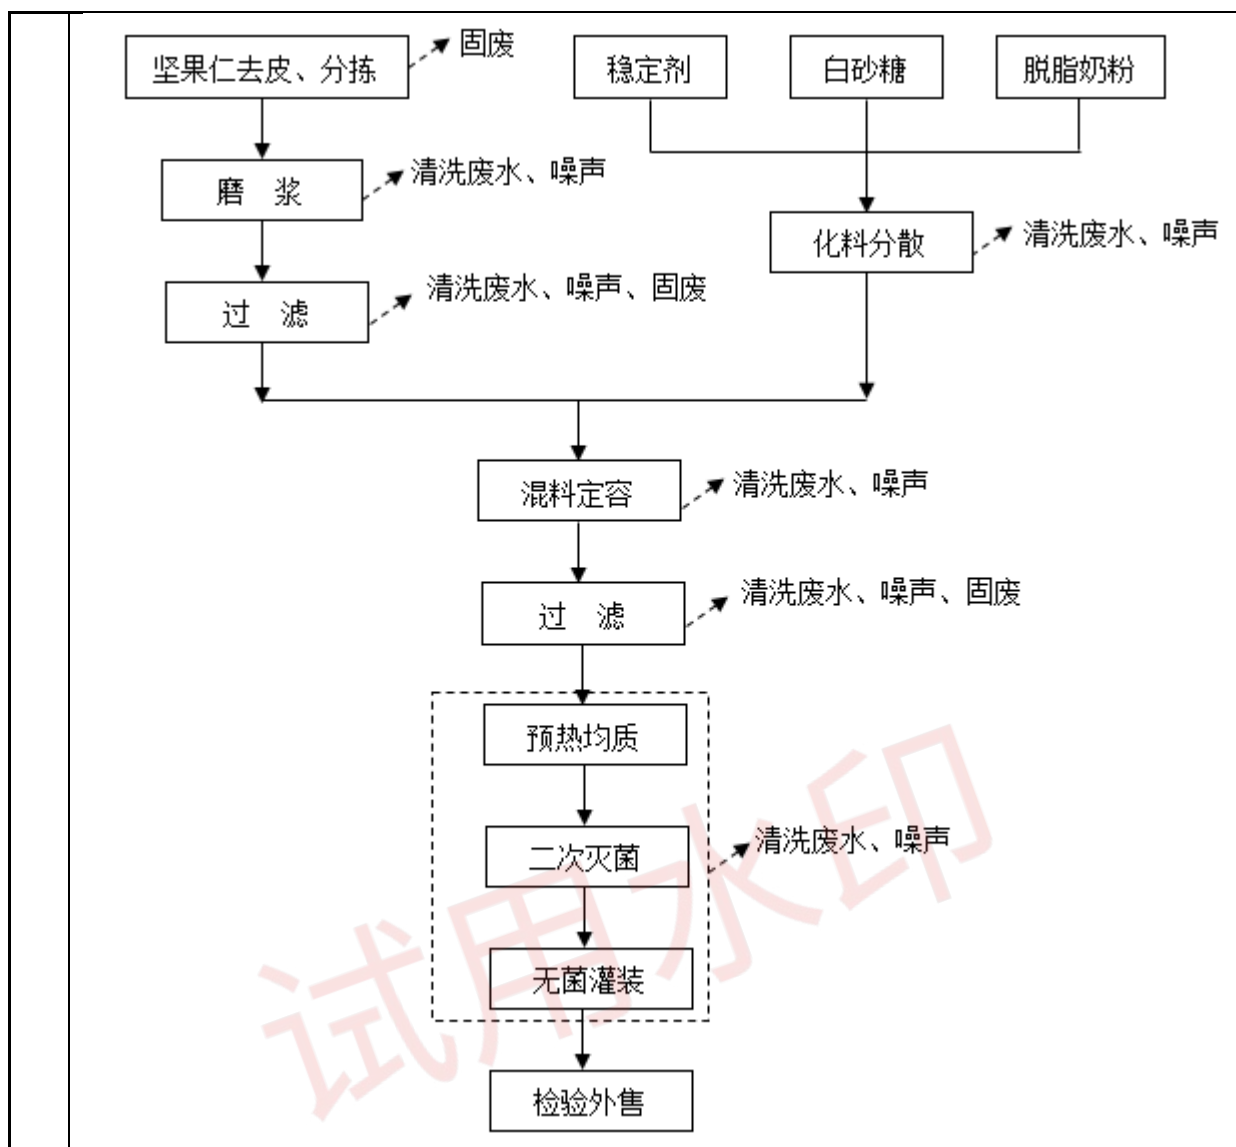 坚果仁去皮、分拣
固废
稳定剂
白砂糖
脱脂奶粉
磨 浆
清洗废水、噪声
化料分散
清洗废水、噪声
过 滤
清洗废水、噪声、固废
混料定容
清洗废水、噪声
过 滤
清洗废水、噪声、固废
预热均质
二次灭菌
清洗废水、噪声
无菌灌装
检验外售
试用水印